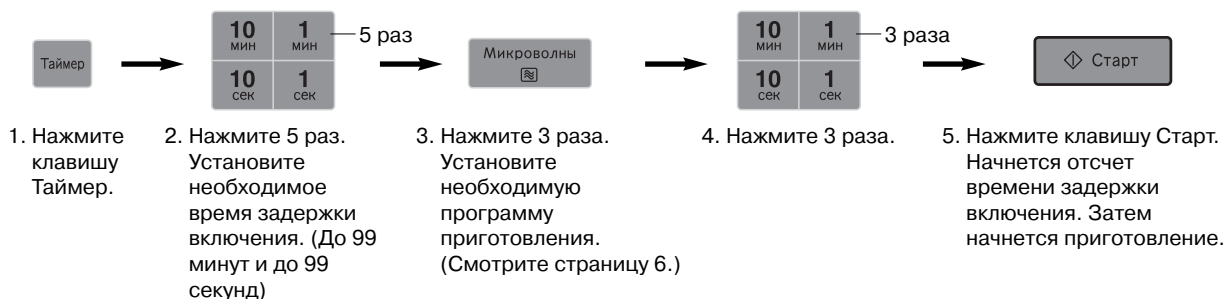 Таймер
10 мин 1 мин
10 сек 1 сек
5 раз
Микроволны
10 мин 1 мин
10 сек 1 сек
3 раза
Старт
1. Нажмите
клавишу
Таймер.
2. Нажмите 5 раз.
Установите
необходимое
время задержки
включения. (До 99
минут и до 99
секунд)
3. Нажмите 3 раза.
Установите
необходимую
программу
приготовления.
(Смотрите страницу 6.)
4. Нажмите 3 раза.
5. Нажмите клавишу Старт.
Начнется отсчет
времени задержки
включения. Затем
начнется приготовление.